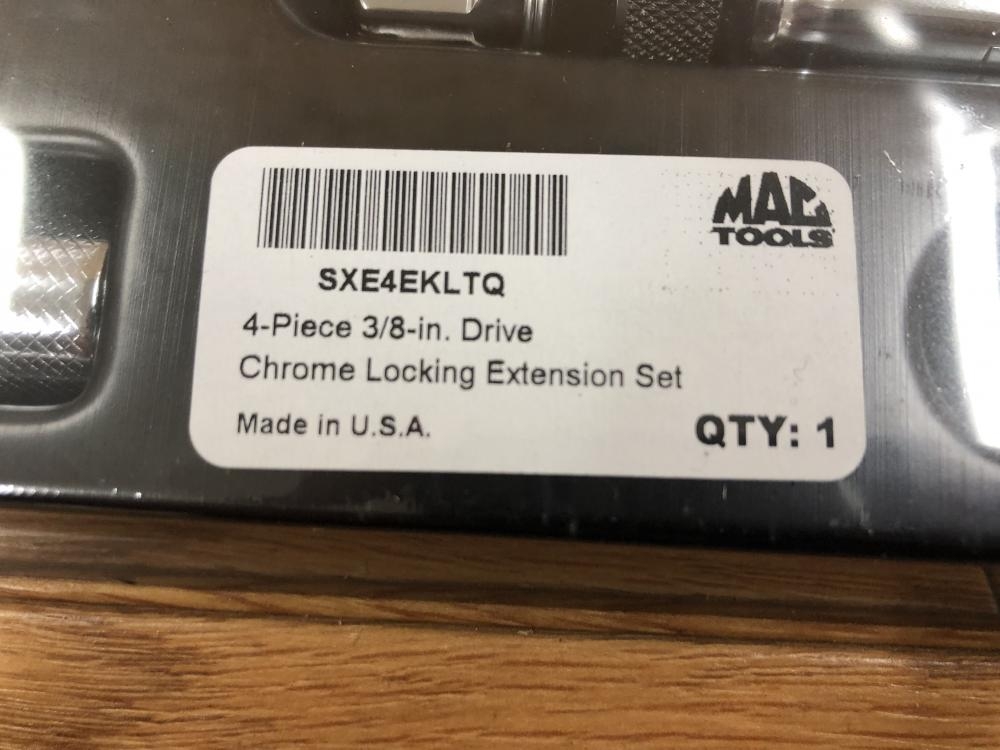 MAC
TOOLS
SXE4EKLTQ
4-Piece 3/8-in. Drive
Chrome Locking Extension Set
Made in U.S.A.
QTY: 1